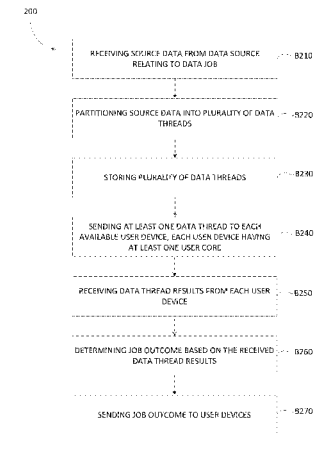 200
RECEIVING SOURCE DATA FROM DATA SOURCE
RELATING TO DATA JOB
B210
PARTITIONING SOURCE DATA INTO PLURALITY OF DATA
THREADS
B220
STORING PLURALITY OF DATA THREADS
B230
SENDING AT LEAST ONE DATA THREAD TO EACH
AVAILABLE USER DEVICE, EACH USER DEVICE HAVING
AT LEAST ONE USER CORE
B240
RECEIVING DATA THREAD RESULTS FROM EACH USER
DEVICE
B250
DETERMINING JOB OUTCOME BASED ON THE RECEIVED
DATA THREAD RESULTS
B260
SENDING JOB OUTCOME TO USER DEVICES
B270